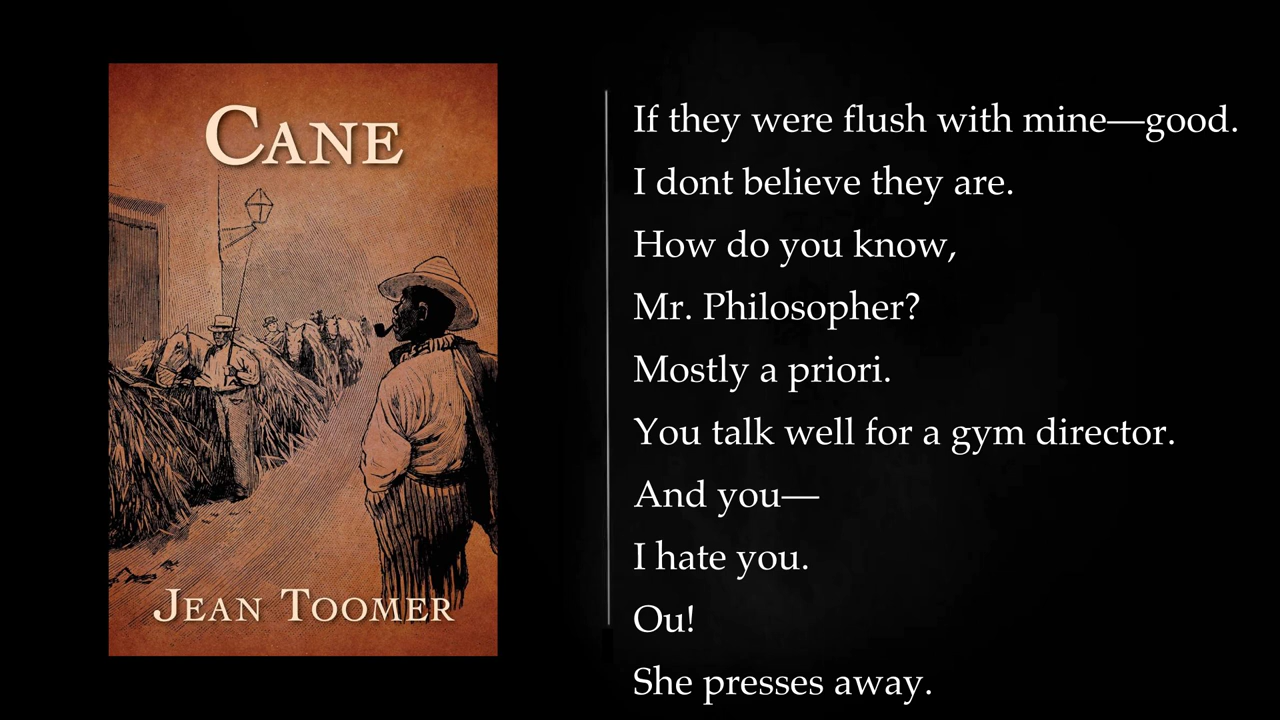 CANE
JEAN TOOMER
If they were flush with mine—good.
I dont believe they are.
How do you know,
Mr. Philosopher?
Mostly a priori.
You talk well for a gym director.
And you—
I hate you.
Ou!
She presses away.